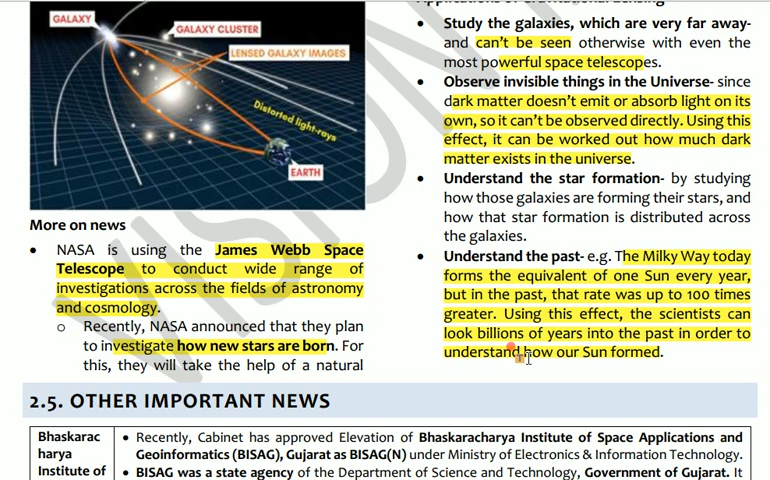 GALAXY
GALAXY CLUSTER
LENSED GALAXY IMAGES
Distorted light-rays
EARTH
More on news
• NASA is using the James Webb Space
Telescope to conduct wide range of
investigations across the fields of astronomy
and cosmology.
o Recently, NASA announced that they plan
to investigate how new stars are born. For
this, they will take the help of a natural
• Study the galaxies, which are very far away-
and can't be seen otherwise with even the
most powerful space telescopes.
• Observe invisible things in the Universe- since
dark matter doesn't emit or absorb light on its
own, so it can't be observed directly. Using this
effect, it can be worked out how much dark
matter exists in the universe.
• Understand the star formation- by studying
how those galaxies are forming their stars, and
how that star formation is distributed across
the galaxies.
• Understand the past- e.g. The Milky Way today
forms the equivalent of one Sun every year,
but in the past, that rate was up to 100 times
greater. Using this effect, the scientists can
look billions of years into the past in order to
understand how our Sun formed.
2.5. OTHER IMPORTANT NEWS
Bhaskarac
harya
Institute of
• Recently, Cabinet has approved Elevation of Bhaskaracharya Institute of Space Applications and
Geoinformatics (BISAG), Gujarat as BISAG(N) under Ministry of Electronics & Information Technology.
• BISAG was a state agency of the Department of Science and Technology, Government of Gujarat. It